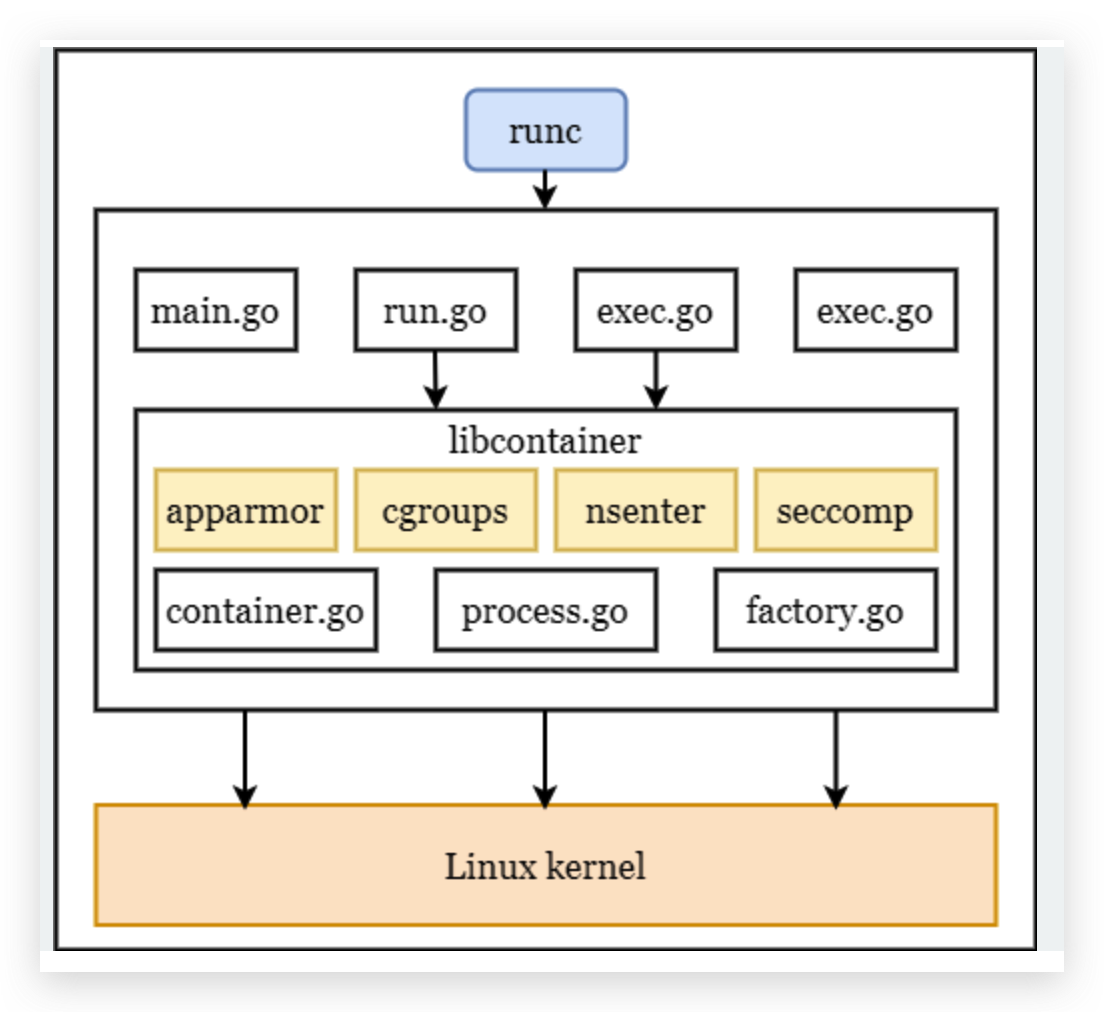 runc
main.go
run.go
exec.go
exec.go
libcontainer
apparmor
cgroups
nsenter
seccomp
container.go
process.go
factory.go
Linux kernel